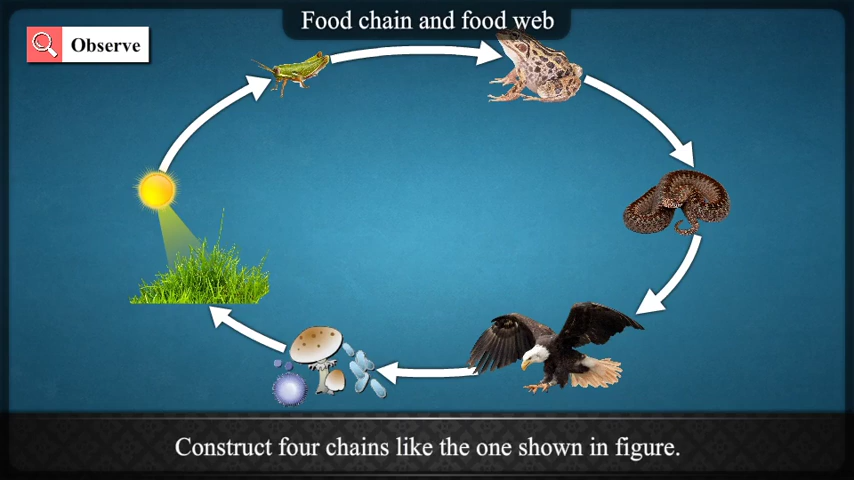 Food chain and food web
Observe
Construct four chains like the one shown in figure.